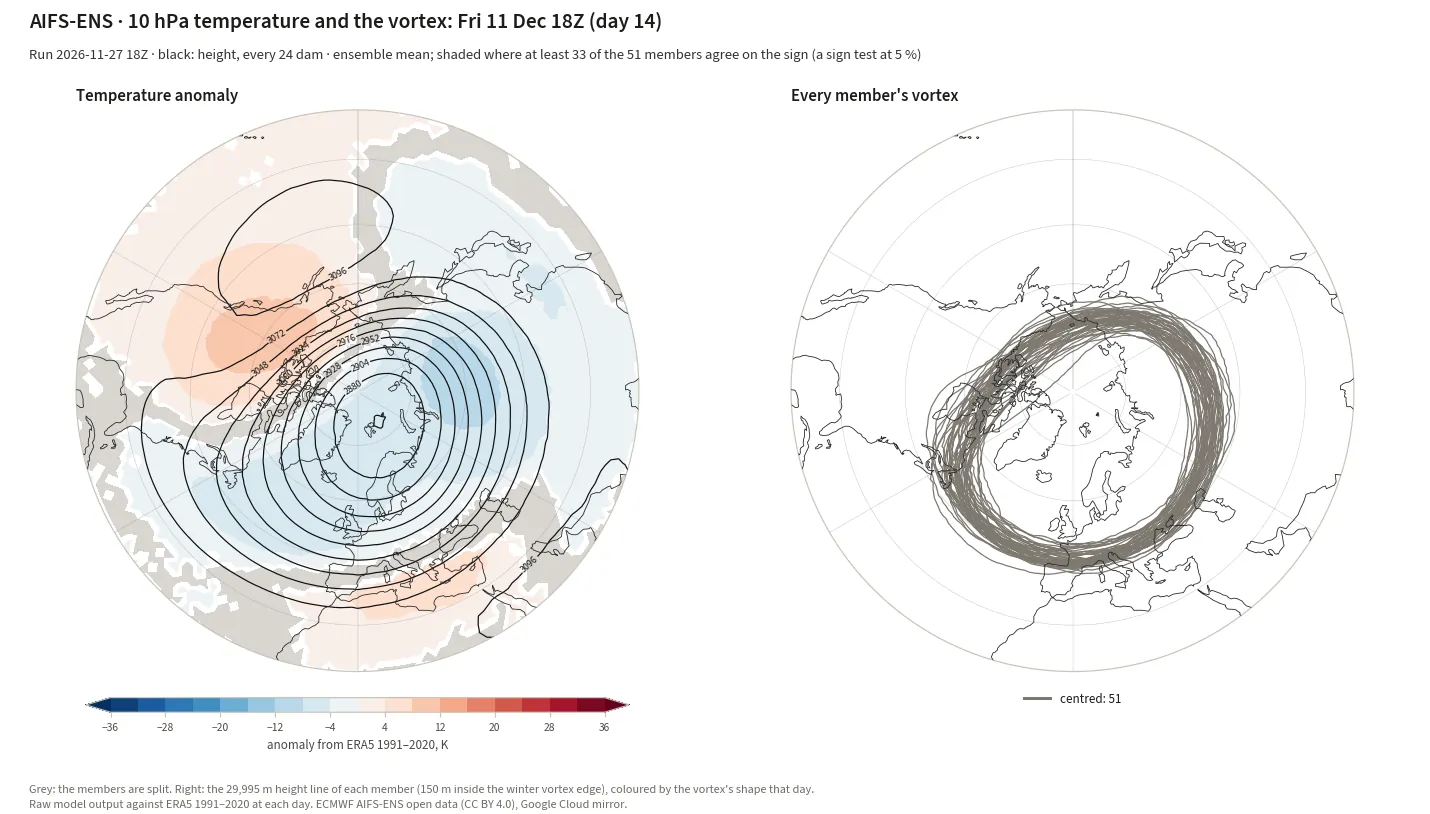 AIFS-ENS · 10 hPa temperature and the vortex: Fri 11 Dec 18Z (day 14)
Run 2026-11-27 18Z · black: height, every 24 dam · ensemble mean; shaded where at least 33 of the 51 members agree on the sign (a sign test at 5 %)
Temperature anomaly
Every member's vortex
3096
3072
2976
2952
3048
2928
2904
2880
3096
centred: 51
−36
−28
−20
−12
−4
4
12
20
28
36
anomaly from ERA5 1991–2020, K
Grey: the members are split. Right: the 29,995 m height line of each member (150 m inside the winter vortex edge), coloured by the vortex's shape that day.
Raw model output against ERA5 1991–2020 at each day. ECMWF AIFS-ENS open data (CC BY 4.0), Google Cloud mirror.